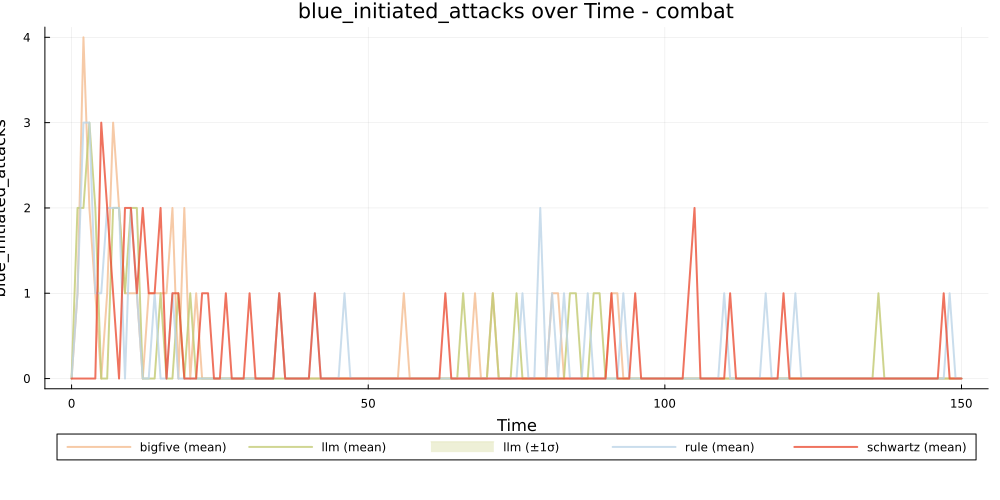 blue_initiated_attacks over Time - combat
blue_initiated_attacks
4
3
2
1
0
0 50 100 150
Time
bigfive (mean) llm (mean) llm (±1σ) rule (mean) schwartz (mean)